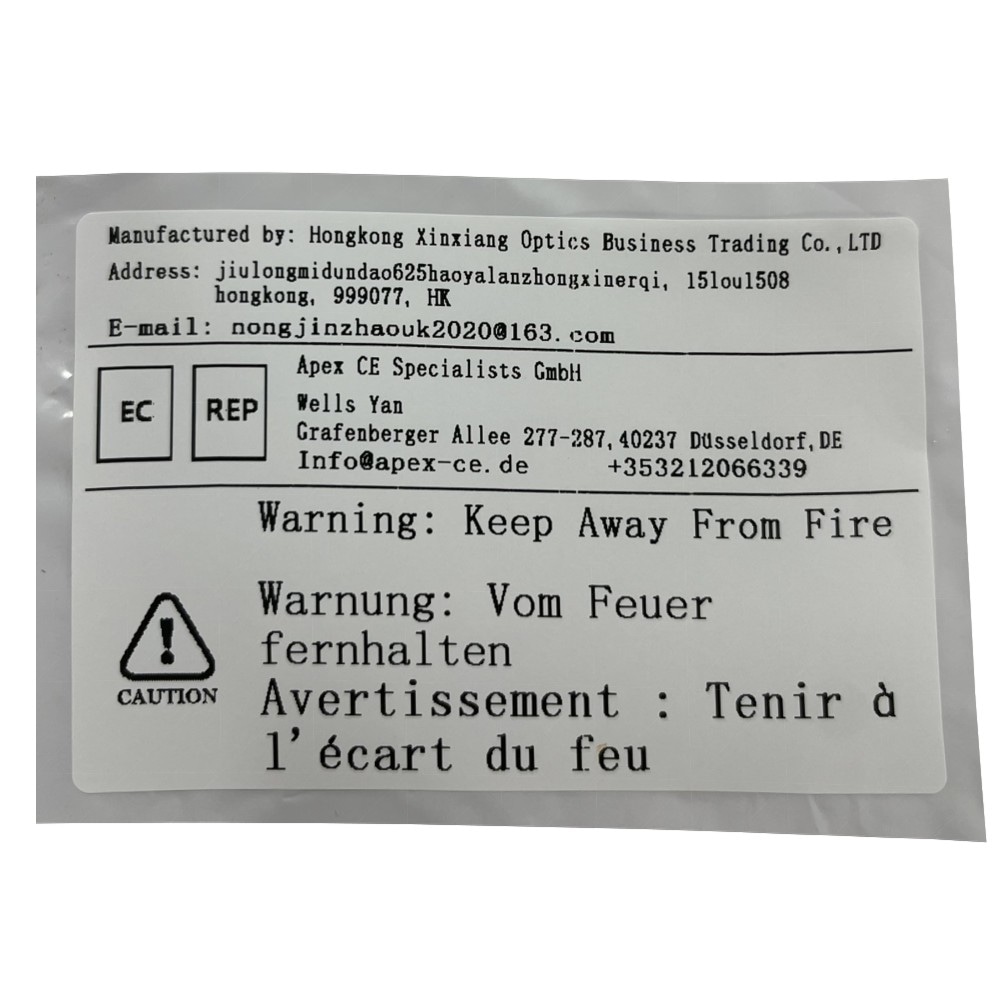 Manufactured by: Hongkong Xinxiang Optics Business Trading Co.,LTD
Address: jiulongmidundao625haoyalanzhongxinerqi, 15lou1508
hongkong, 999077, HK
E-mail: nongjinzhaouk2020@163.com
EC REP
Apex CE Specialists GmbH
Wells Yan
Grafenberger Allee 277-287,40237 Düsseldorf,DE
Info@apex-ce.de +353212066339
Warning: Keep Away From Fire
Warnung: Vom Feuer
fernhalten
Avertissement : Tenir à
l'écart du feu
CAUTION